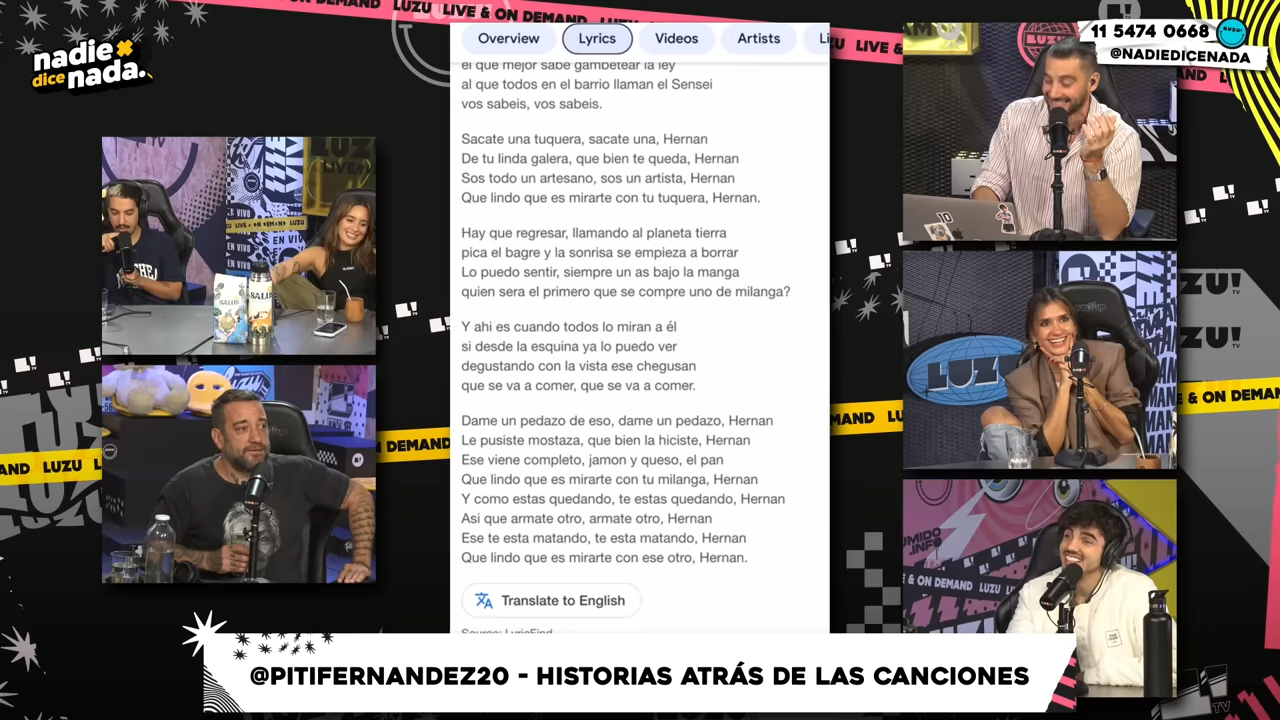 nadie
dice nada.
LUZU LIVE & ON DEMAND LUZU
11 5474 0668
@NADIEDICENADA
Overview
Lyrics
Videos
Artists
el que mejor sabe gambetear la ley
al que todos en el barrio llaman el Sensei
vos sabeis, vos sabeis.
Sacate una tuquera, sacate una, Hernan
De tu linda galera, que bien te queda, Hernan
Sos todo un artesano, sos un artista, Hernan
Que lindo que es mirarte con tu tuquera, Hernan.
Hay que regresar, llamando al planeta tierra
pica el bagre y la sonrisa se empieza a borrar
Lo puedo sentir, siempre un as bajo la manga
quien sera el primero que se compre uno de milanga?
Y ahi es cuando todos lo miran a él
si desde la esquina ya lo puedo ver
degustando con la vista ese chegusan
que se va a comer, que se va a comer.
Dame un pedazo de eso, dame un pedazo, Hernan
Le pusiste mostaza, que bien la hiciste, Hernan
Ese viene completo, jamon y queso, el pan
Que lindo que es mirarte con tu milanga, Hernan
Y como estas quedando, te estas quedando, Hernan
Asi que armate otro, armate otro, Hernan
Ese te esta matando, te esta matando, Hernan
Que lindo que es mirarte con ese otro, Hernan.
Translate to English
Source: LyricFind
@PITIFERNANDEZ20 - HISTORIAS ATRÁS DE LAS CANCIONES